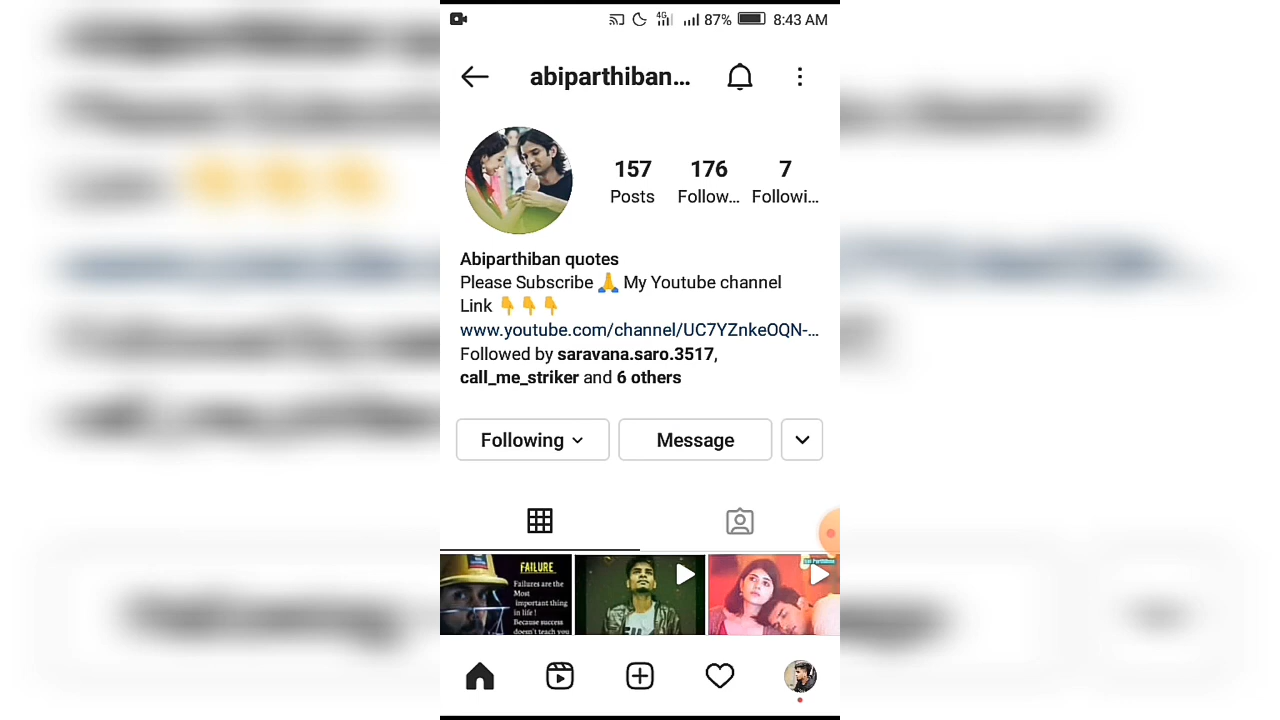 4G 87% 8:43 AM
abiparthiban...
157 176 7
Posts Follow... Followi...
Abiparthiban quotes
Please Subscribe 🙏 My Youtube channel
Link 👇👇👇
www.youtube.com/channel/UC7YZnkeOQN-...
Followed by saravana.saro.3517,
call_me_striker and 6 others
Following Message
FAILURE
Failures are the
Most
important thing
in life !
Because success
doesn't teach you